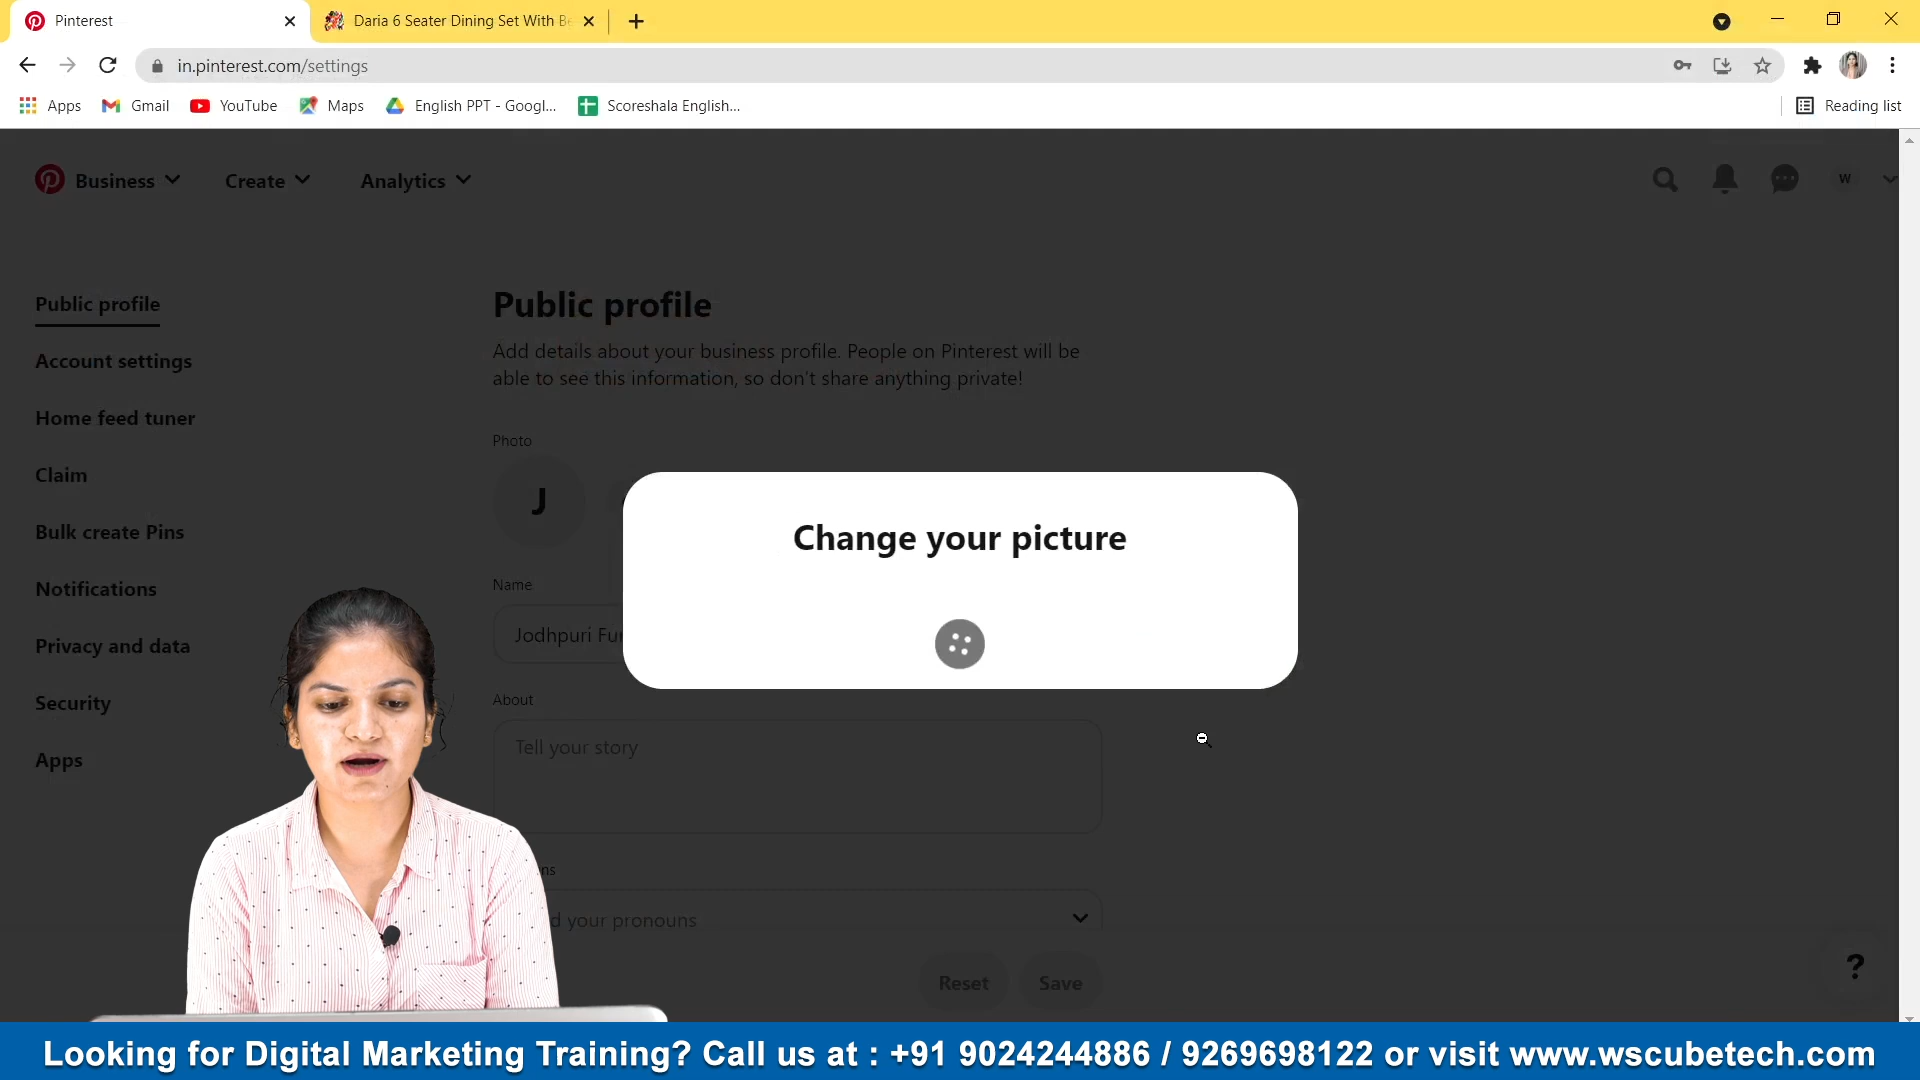 Pinterest
Daria 6 Seater Dining Set With Be
in.pinterest.com/settings
Apps
Gmail
YouTube
Maps
English PPT - Googl...
Scoreshala English...
Reading list
Business
Create
Analytics
W
Public profile
Account settings
Home feed tuner
Claim
Bulk create Pins
Notifications
Privacy and data
Security
Apps
Public profile
Add details about your business profile. People on Pinterest will be
able to see this information, so don't share anything private!
Photo
J
Change your picture
Name
Jodhpuri Fu
About
Tell your story
ns
d your pronouns
Reset
Save
?
Looking for Digital Marketing Training? Call us at : +91 9024244886 / 9269698122 or visit www.wscubetech.com